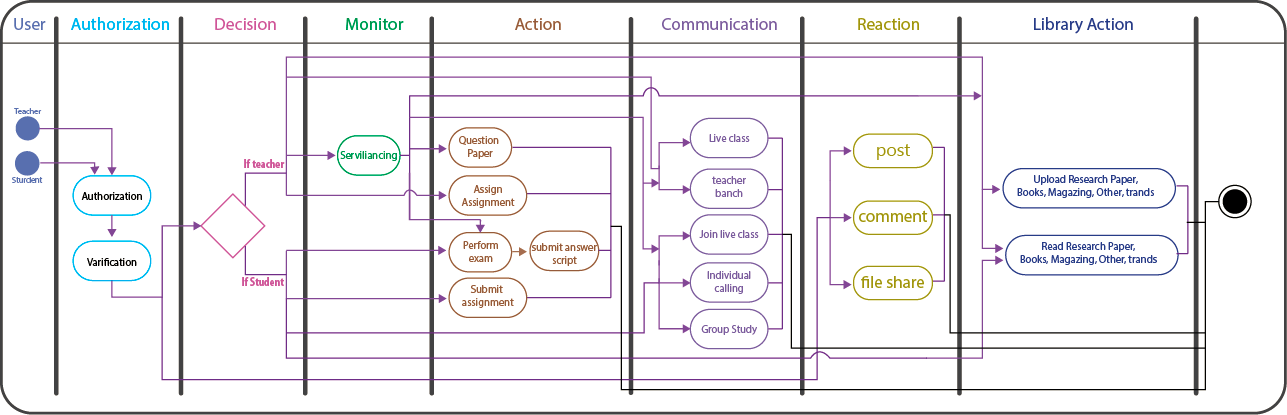 User
Authorization
Decision
Monitor
Action
Communication
Reaction
Library Action
Teacher
Sturdent
Authorization
Varification
If teacher
If Student
Serviliancing
Question
Paper
Assign
Assignment
Perform
exam
submit answer
script
Submit
assignment
Live class
teacher
banch
Join live class
Individual
calling
Group Study
post
comment
file share
Upload Research Paper,
Books, Magazing, Other, trands
Read Research Paper,
Books, Magazing, Other, trands